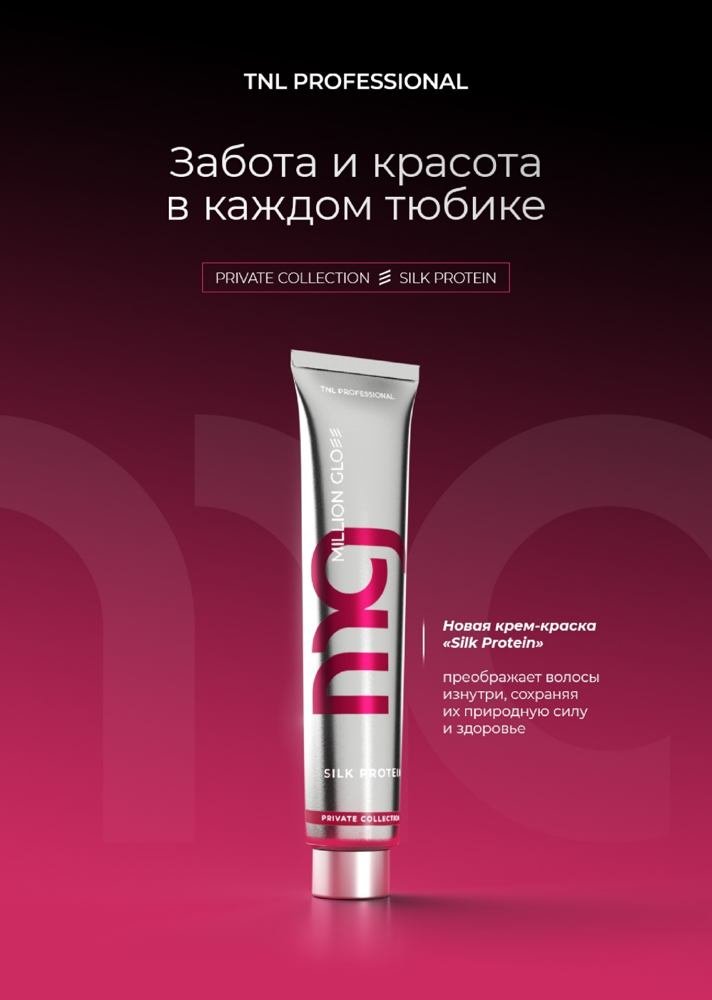 TNL PROFESSIONAL
Забота и красота
в каждом тюбике
PRIVATE COLLECTION SILK PROTEIN
TNL PROFESSIONAL
MILLION GLOSS
mg
SILK PROTEIN
PRIVATE COLLECTION
Новая крем-краска
«Silk Protein»
преображает волосы
изнутри, сохраняя
их природную силу
и здоровье